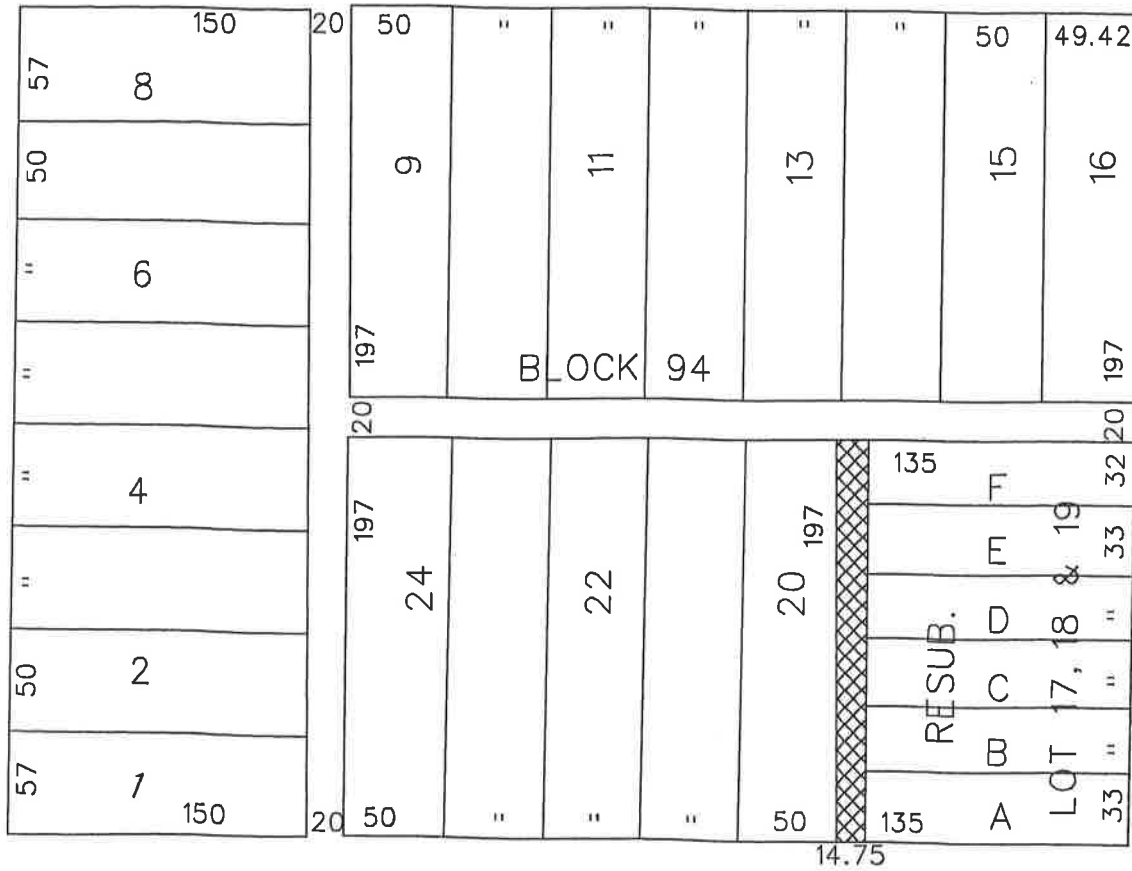 150 20 50 " " " " " 50 49.42
57 8
50 9 11 13 15 16
" 6
197 BLOCK 94 197
"
20 20
" 4 197 24 22 20 197
"
50 2
57 1 150 20 50 " " " 50
14.75
135 F 32
E 33
D "
C "
B "
135 A 33
RESUB.
LOT 17, 18 & 19